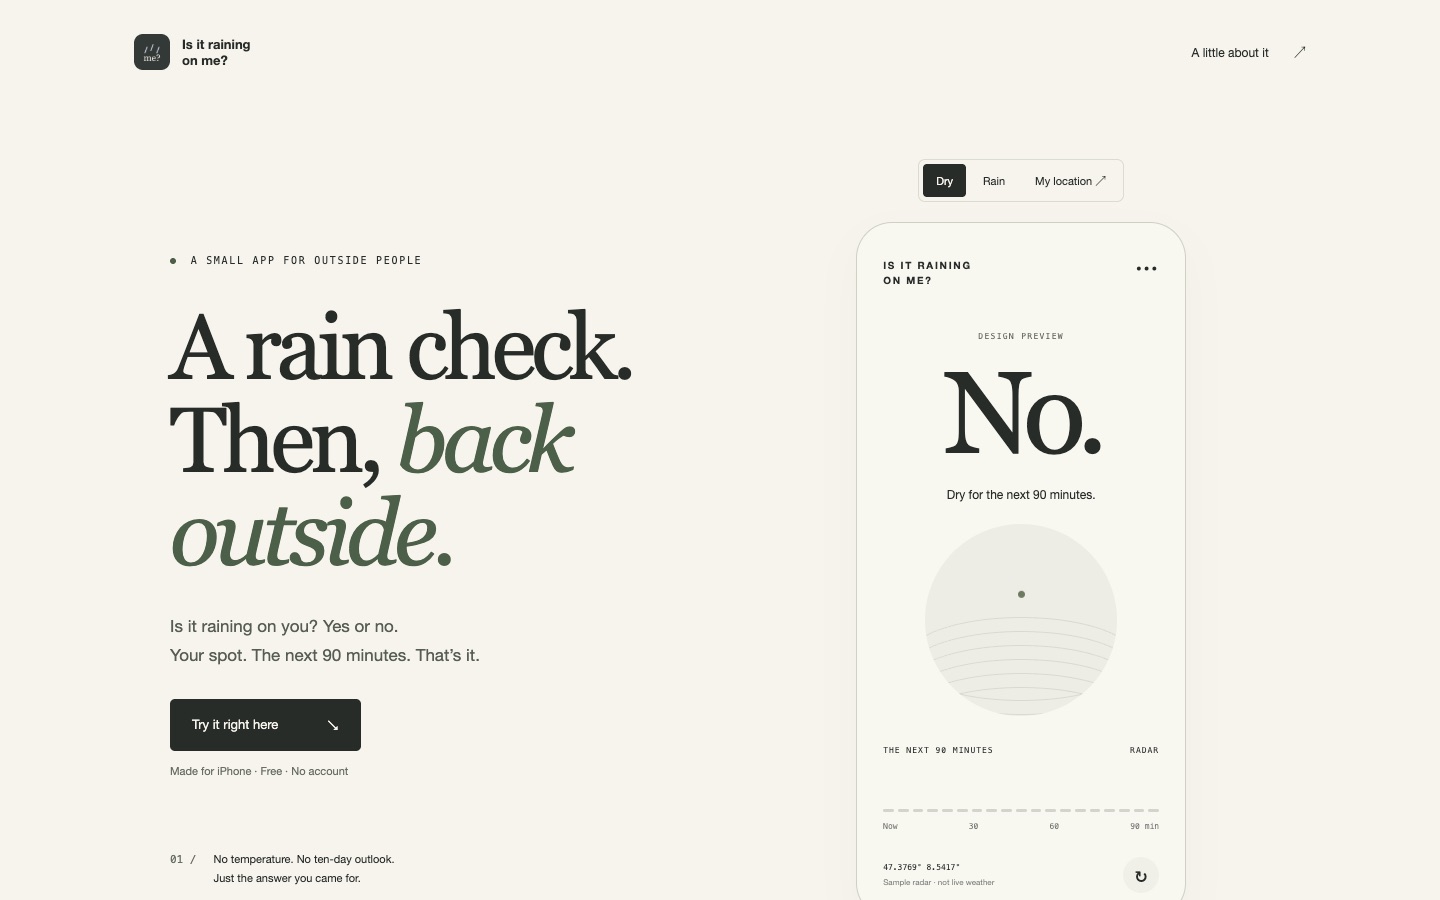 me?
Is it raining
on me?
A little about it ↗
Dry
Rain
My location ↗
A SMALL APP FOR OUTSIDE PEOPLE
A rain check.
Then, back
outside.
Is it raining on you? Yes or no.
Your spot. The next 90 minutes. That’s it.
Try it right here ↘
Made for iPhone · Free · No account
01 /
No temperature. No ten-day outlook.
Just the answer you came for.
IS IT RAINING
ON ME?
DESIGN PREVIEW
No.
Dry for the next 90 minutes.
THE NEXT 90 MINUTES RADAR
Now 30 60 90 min
47.3769° 8.5417°
Sample radar · not live weather
↻